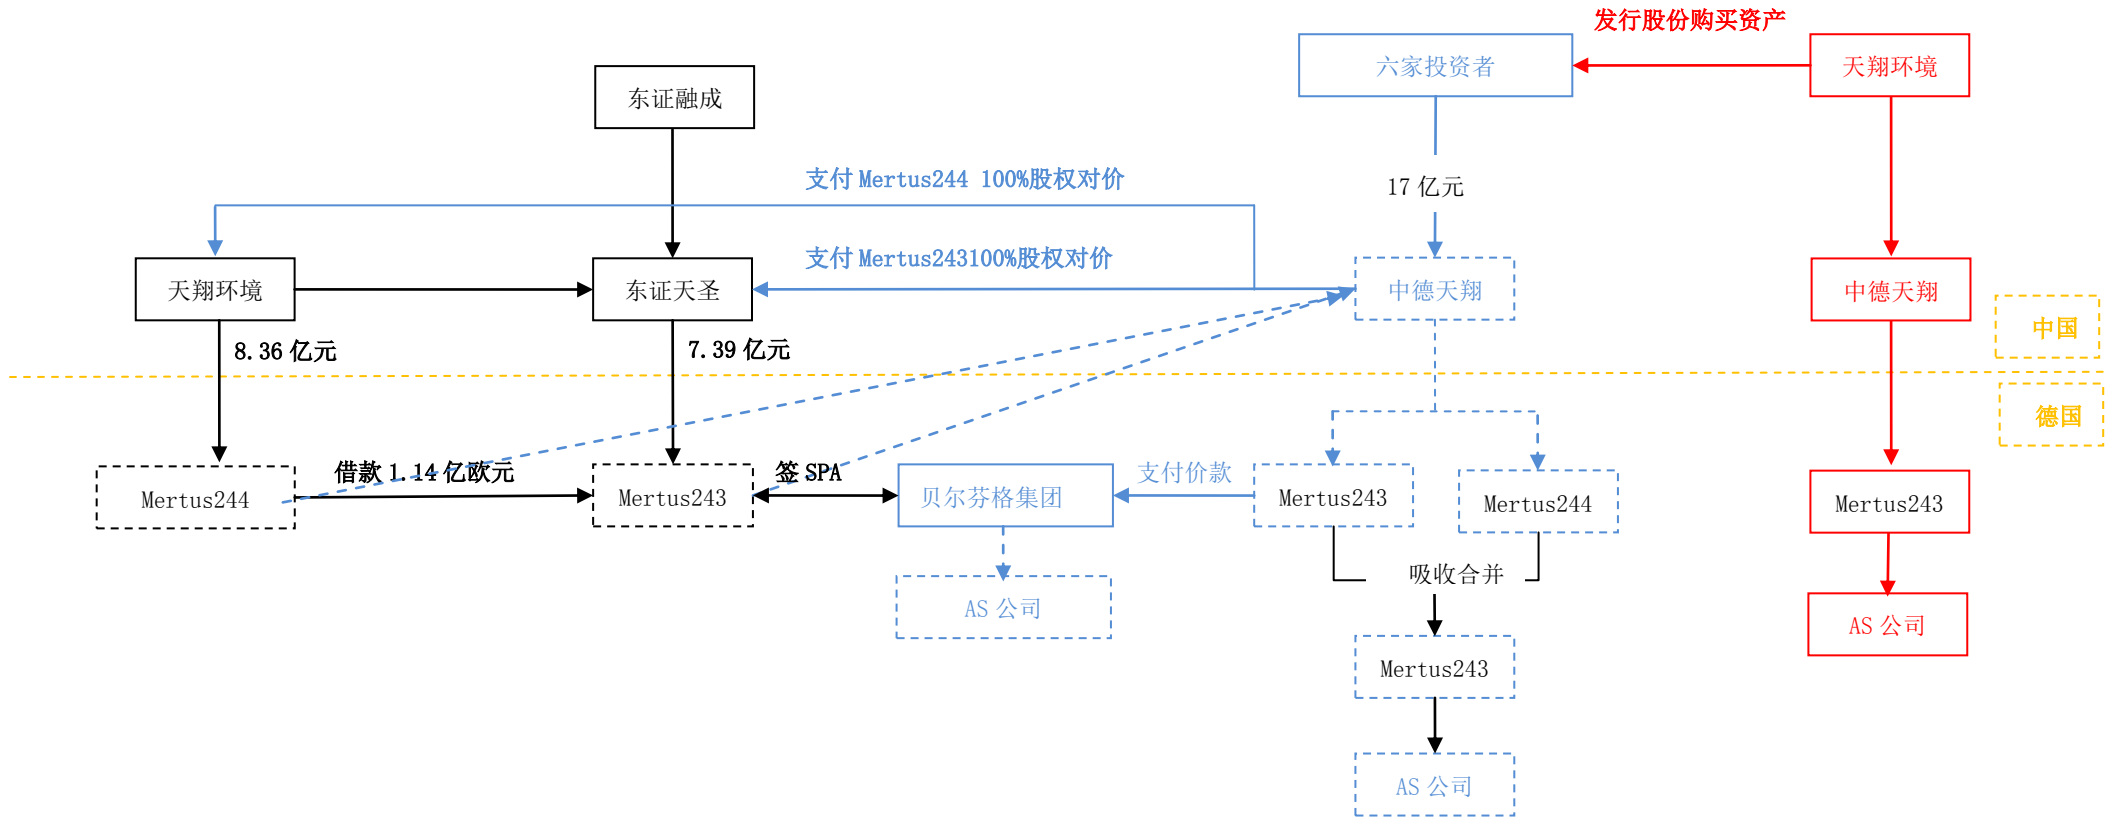 发行股份购买资产
六家投资者
天翔环境
东证融成
支付 Mertus244 100%股权对价
17 亿元
支付 Mertus243100%股权对价
天翔环境
东证天圣
中德天翔
中德天翔
中国
8.36 亿元
7.39 亿元
德国
借款 1.14 亿欧元
签 SPA
支付价款
Mertus244
Mertus243
贝尔芬格集团
Mertus243
Mertus244
Mertus243
吸收合并
AS 公司
AS 公司
Mertus243
AS 公司